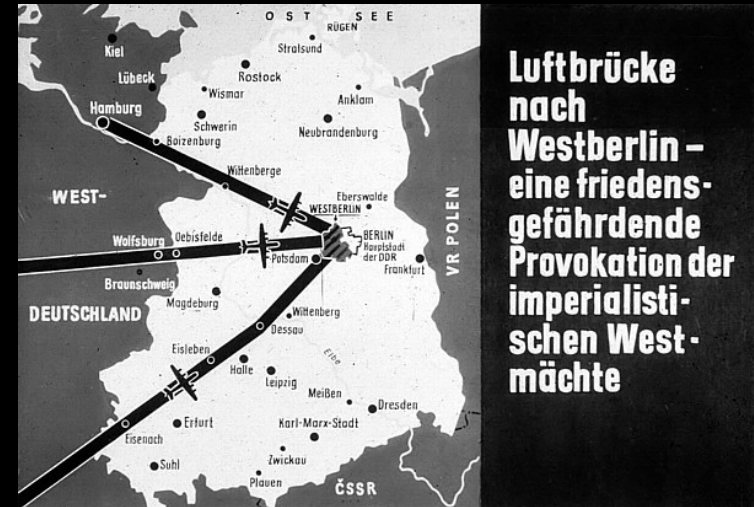 OST SEE
RÜGEN
Kiel
Stralsund
Rostock
Lübeck
Wismar
Anklam
Hamburg
Schwerin
Neubrandenburg
Boizenburg
Wittenberge
Eberswalde
WEST-
WESTBERLIN
Wolfsburg
Oebisfelde
BERLIN
Hauptstadt
der DDR
Potsdam
Frankfurt
VR POLEN
Braunschweig
DEUTSCHLAND
Magdeburg
Wittenberg
Dessau
Elbe
Eisleben
Halle
Leipzig
Meißen
Dresden
Erfurt
Karl-Marx-Stadt
Eisenach
Zwickau
Suhl
Plauen
ČSSR
Luftbrücke
nach
Westberlin –
eine friedens-
gefährdende
Provokation der
imperialisti-
schen West-
mächte